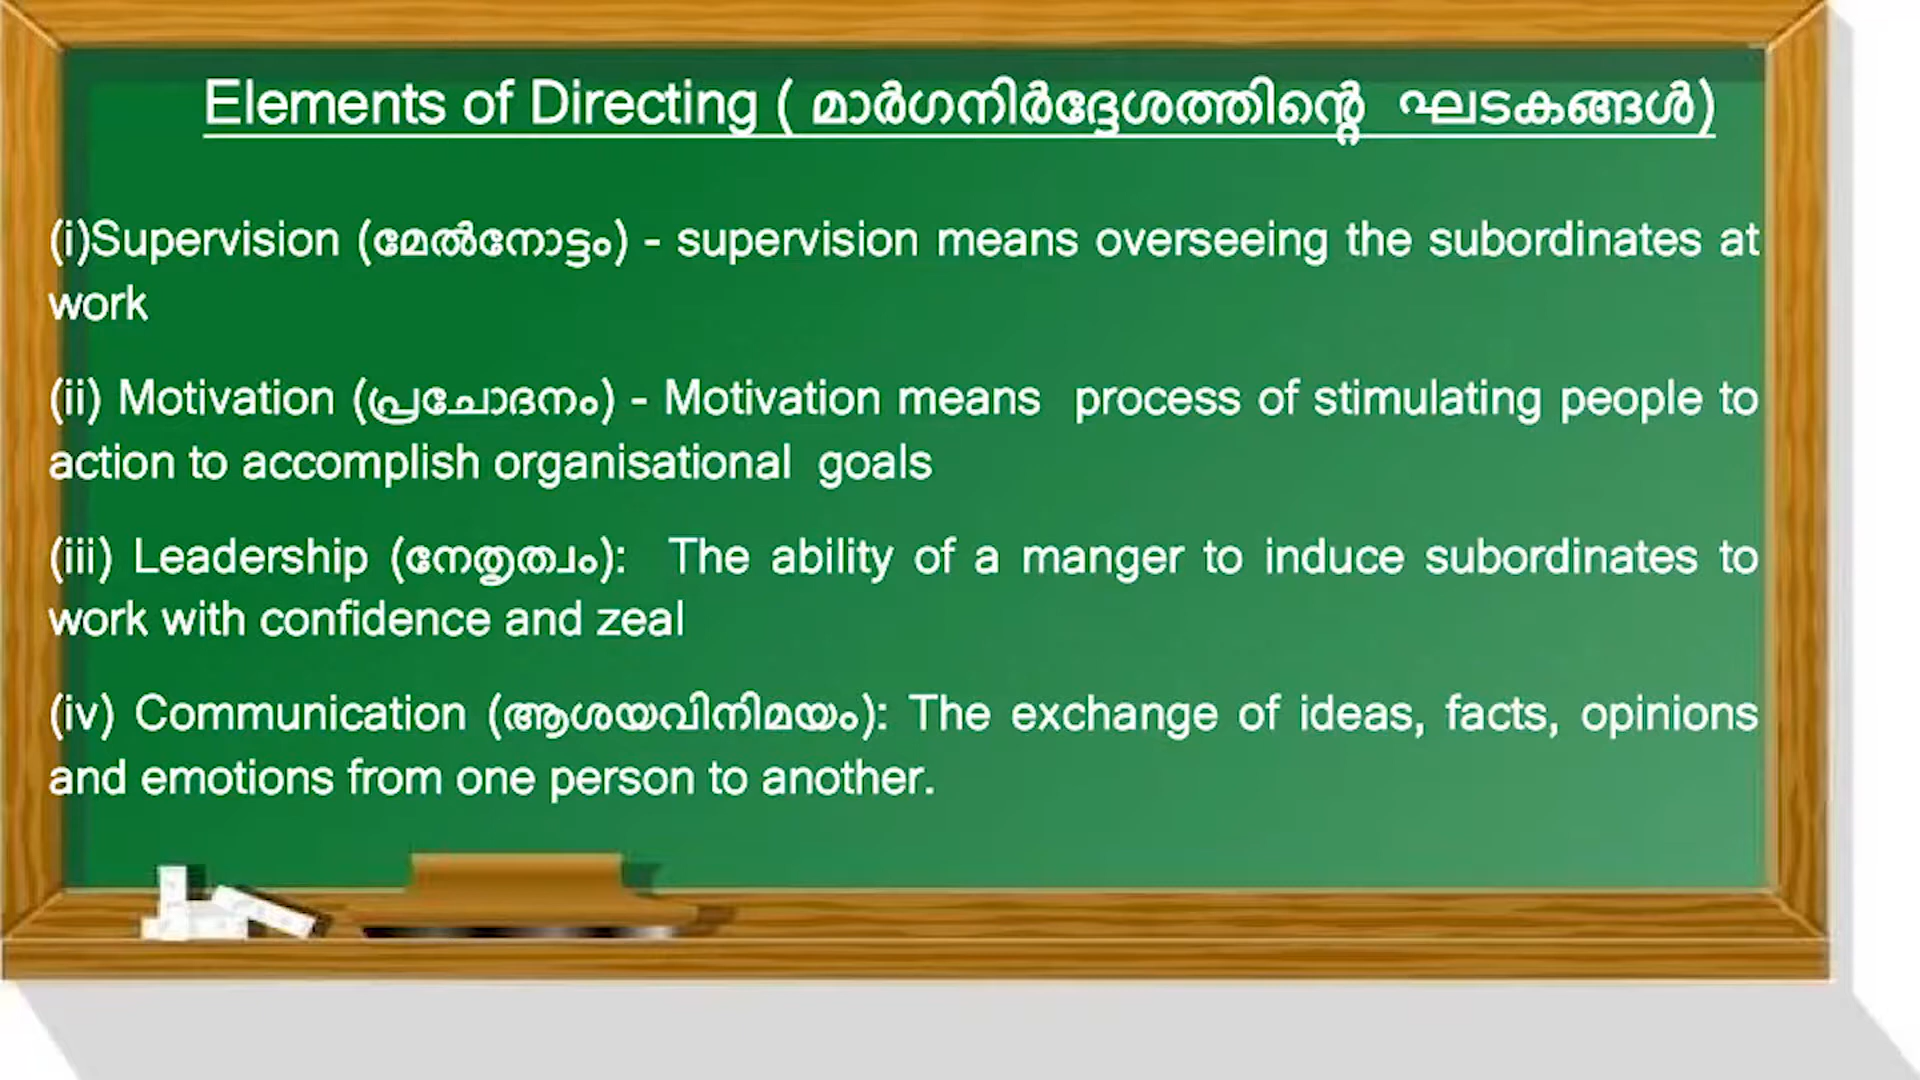 Elements of Directing ( മാർഗനിർദ്ദേശത്തിന്റെ ഘടകങ്ങൾ)
(i)Supervision (മേൽനോട്ടം) - supervision means overseeing the subordinates at
work
(ii) Motivation (പ്രചോദനം) - Motivation means process of stimulating people to
action to accomplish organisational goals
(iii) Leadership (നേതൃത്വം): The ability of a manger to induce subordinates to
work with confidence and zeal
(iv) Communication (ആശയവിനിമയം): The exchange of ideas, facts, opinions
and emotions from one person to another.